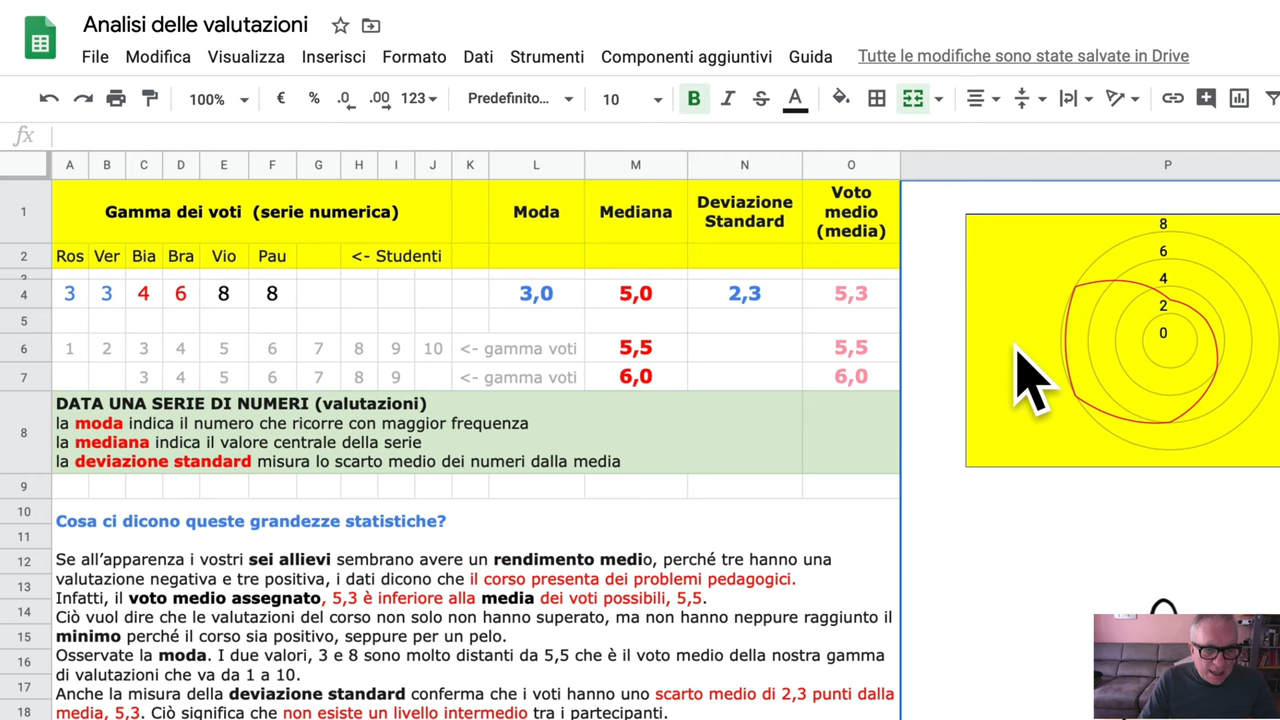 Analisi delle valutazioni
File Modifica Visualizza Inserisci Formato Dati Strumenti Componenti aggiuntivi Guida Tutte le modifiche sono state salvate in Drive
100% € % .0 .00 123 Predefinito... 10 B I S A
fx
A B C D E F G H I J K L M N O P
1 Gamma dei voti (serie numerica) Moda Mediana Deviazione Standard Voto medio (media)
2 Ros Ver Bia Bra Vio Pau <- Studenti
3
4 3 3 4 6 8 8 3,0 5,0 2,3 5,3
5
6 1 2 3 4 5 6 7 8 9 10 <- gamma voti 5,5 5,5
7 3 4 5 6 7 8 9 <- gamma voti 6,0 6,0
8
DATA UNA SERIE DI NUMERI (valutazioni)
la moda indica il numero che ricorre con maggior frequenza
la mediana indica il valore centrale della serie
la deviazione standard misura lo scarto medio dei numeri dalla media
9
10
Cosa ci dicono queste grandezze statistiche?
11
12 Se all'apparenza i vostri sei allievi sembrano avere un rendimento medio, perché tre hanno una
13 valutazione negativa e tre positiva, i dati dicono che il corso presenta dei problemi pedagogici.
Infatti, il voto medio assegnato, 5,3 è inferiore alla media dei voti possibili, 5,5.
14 Ciò vuol dire che le valutazioni del corso non solo non hanno superato, ma non hanno neppure raggiunto il
15 minimo perché il corso sia positivo, seppure per un pelo.
16 Osservate la moda. I due valori, 3 e 8 sono molto distanti da 5,5 che è il voto medio della nostra gamma
di valutazioni che va da 1 a 10.
17 Anche la misura della deviazione standard conferma che i voti hanno uno scarto medio di 2,3 punti dalla
18 media, 5,3. Ciò significa che non esiste un livello intermedio tra i partecipanti.
8
6
4
2
0